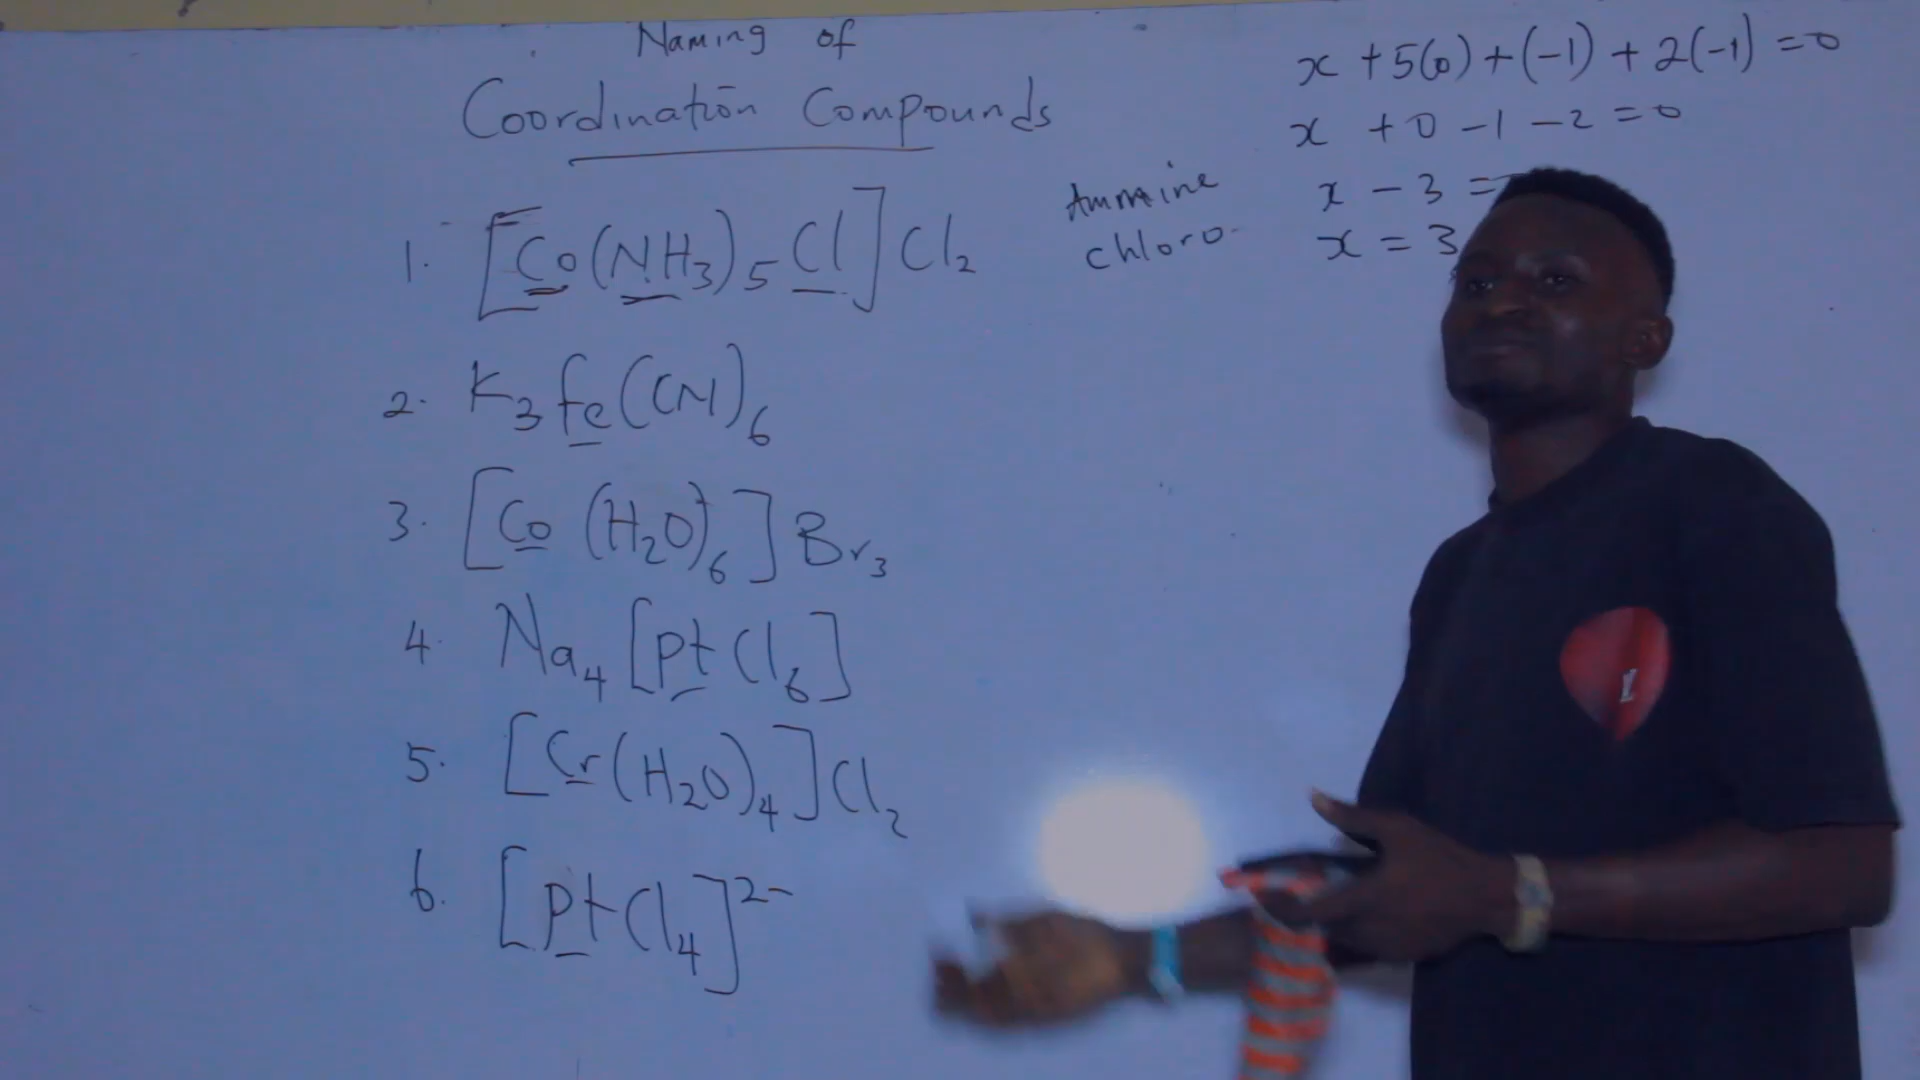 Naming of
Coordination Compounds
1. [Co(NH₃)₅Cl]Cl₂
2. K₃Fe(CN)₆
3. [Co(H₂O)₆]Br₃
4. Na₄[PtCl₆]
5. [Cr(H₂O)₄]Cl₂
6. [PtCl₄]²⁻
Ammine
chloro
x + 5(0) + (-1) + 2(-1) = 0
x + 0 - 1 - 2 = 0
x - 3 =
x = 3